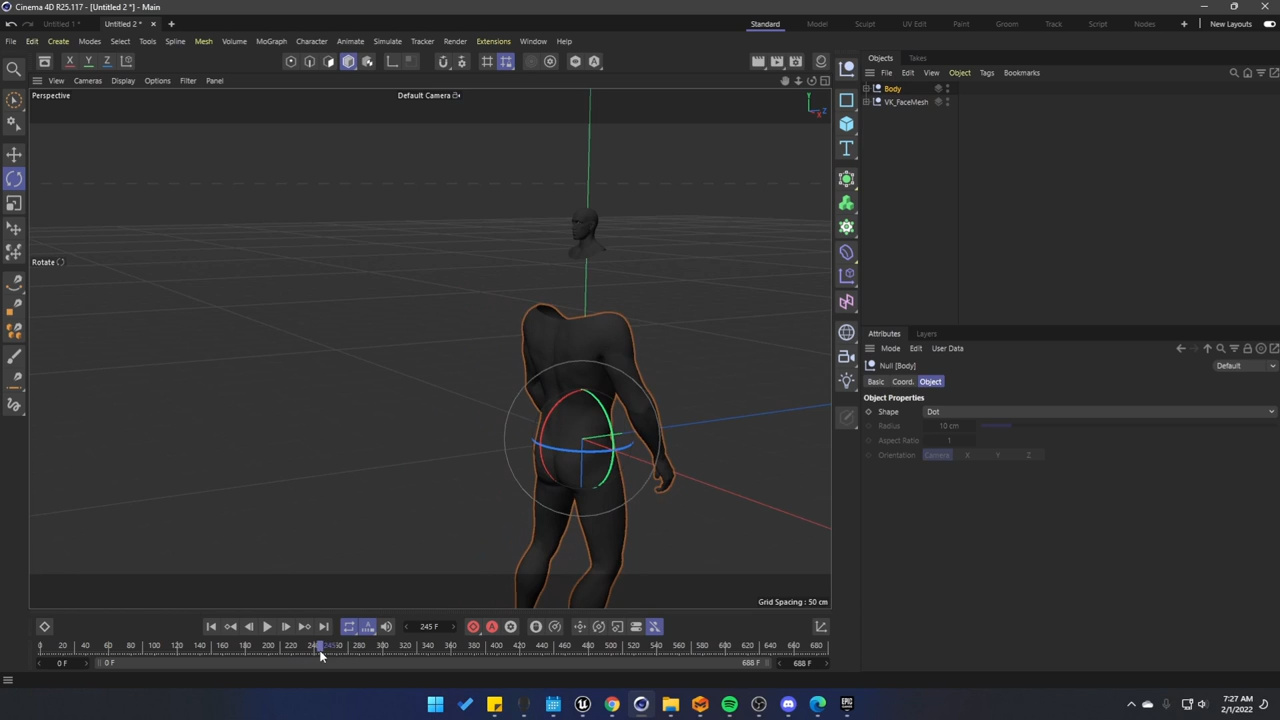 Cinema 4D R25.117 - [Untitled 2 *] - Main
Untitled 1 *
Untitled 2 *
Standard
Model
Sculpt
UV Edit
Paint
Groom
Track
Script
Nodes
New Layouts
File
Edit
Create
Modes
Select
Tools
Spline
Mesh
Volume
MoGraph
Character
Animate
Simulate
Tracker
Render
Extensions
Window
Help
X
Y
Z
Objects
Takes
View
Cameras
Display
Options
Filter
Panel
File
Edit
View
Object
Tags
Bookmarks
Perspective
Default Camera
Y
X
Z
Body
VK_FaceMesh
Rotate
Attributes
Layers
Mode
Edit
User Data
Null [Body]
Default
Basic
Coord.
Object
Object Properties
Shape
Dot
Radius
10 cm
Aspect Ratio
1
Orientation
Camera
X
Y
Z
Grid Spacing : 50 cm
245 F
0 20 40 60 80 100 120 140 160 180 200 220 280 300 320 340 360 380 400 420 440 460 480 500 520 540 560 580 600 620 640 660 680
0 F
0 F
688 F
688 F
7:27 AM
2/1/2022